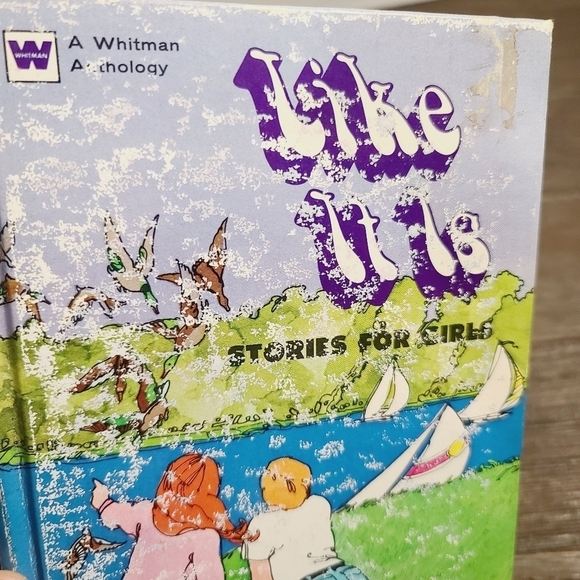 WHITMAN
A Whitman
Anthology
Like
It Is
STORIES FOR GIRLS